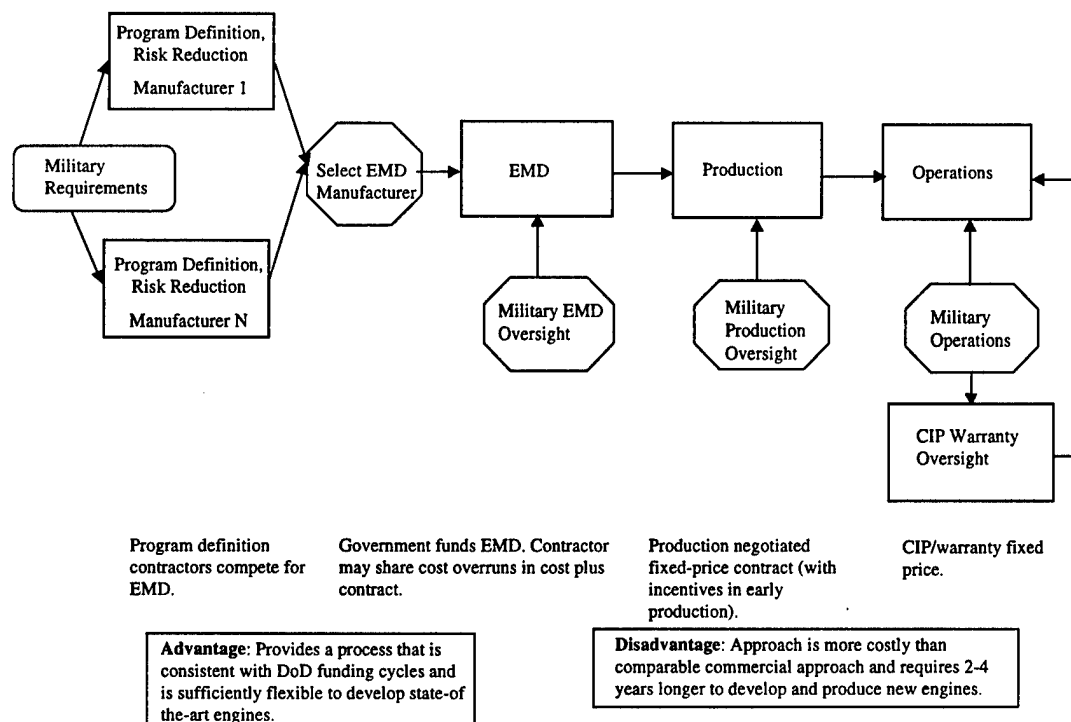 Program Definition,
Risk Reduction
Manufacturer 1
Military
Requirements
Program Definition,
Risk Reduction
Manufacturer N
Select EMD
Manufacturer
EMD
Production
Operations
Military EMD
Oversight
Military
Production
Oversight
Military
Operations
CIP Warranty
Oversight
Program definition
contractors compete for
EMD.
Government funds EMD. Contractor
may share cost overruns in cost plus
contract.
Production negotiated
fixed-price contract (with
incentives in early
production).
CIP/warranty fixed
price.
Advantage: Provides a process that is
consistent with DoD funding cycles and
is sufficiently flexible to develop state-of
the-art engines.
Disadvantage: Approach is more costly than
comparable commercial approach and requires 2-4
years longer to develop and produce new engines.